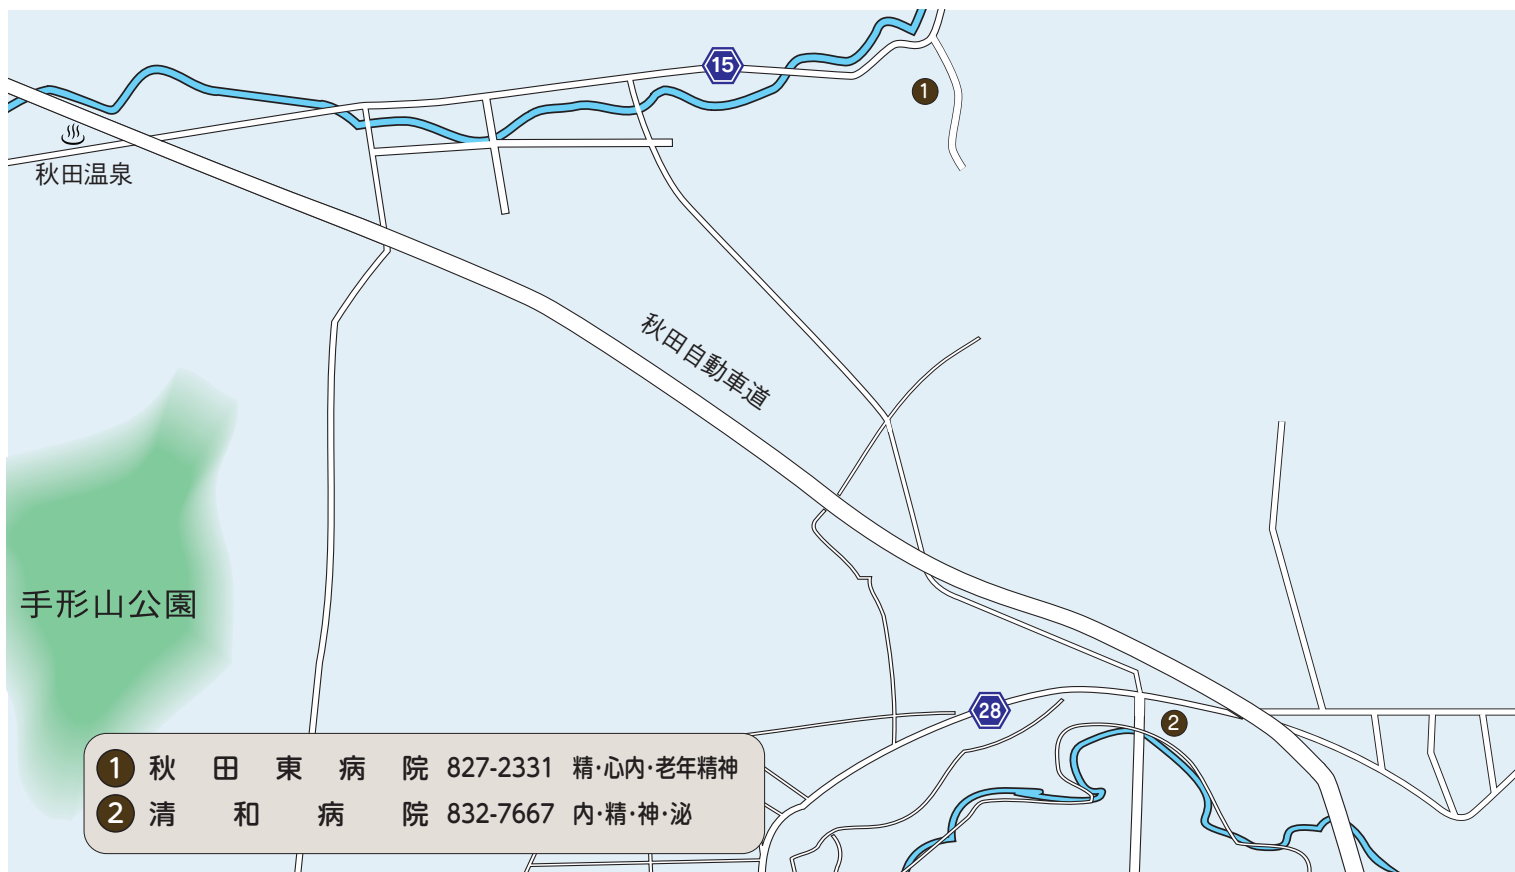 15
1
秋田温泉
秋田自動車道
手形山公園
28
2
1 秋田東病院 827-2331 精・心内・老年精神
2 清和病院 832-7667 内・精・神・泌